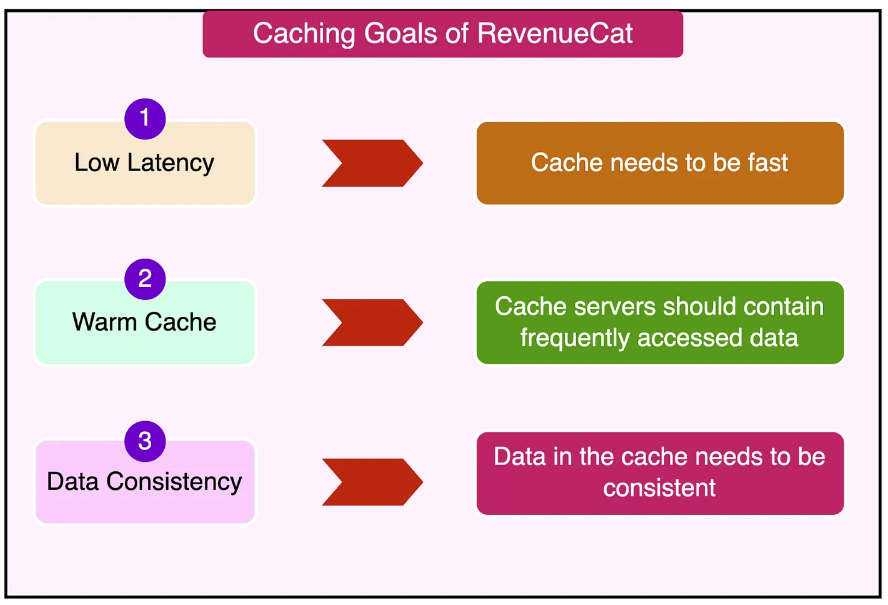 Caching Goals of RevenueCat
1
Low Latency
Cache needs to be fast
2
Warm Cache
Cache servers should contain
frequently accessed data
3
Data Consistency
Data in the cache needs to be
consistent